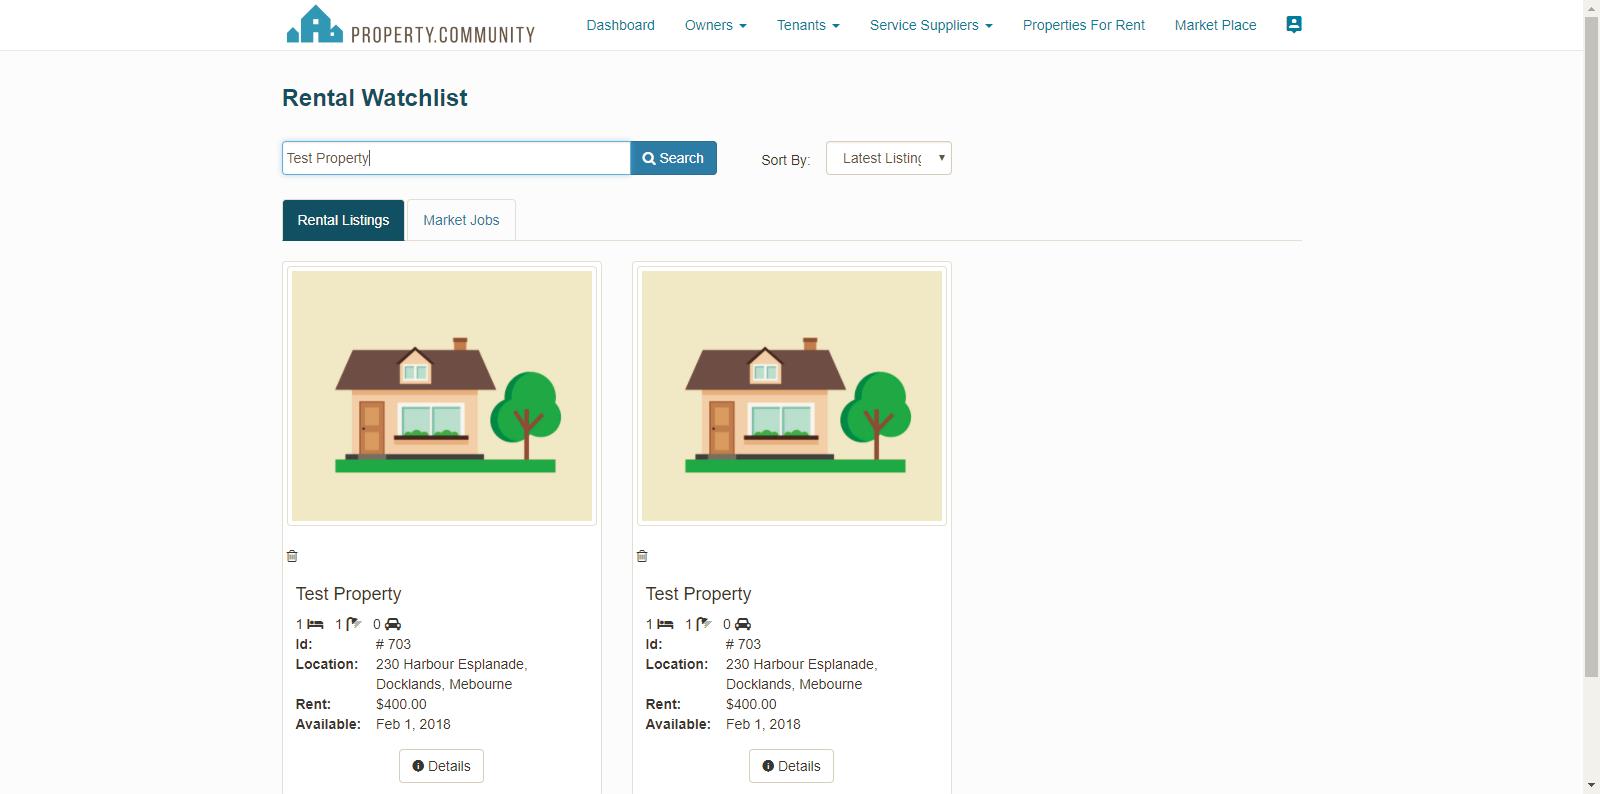 PROPERTY.COMMUNITY
Dashboard Owners Tenants Service Suppliers Properties For Rent Market Place
Rental Watchlist
Test Property Search Sort By: Latest Listing
Rental Listings Market Jobs
Test Property
1 1 0
Id: # 703
Location: 230 Harbour Esplanade,
Docklands, Mebourne
Rent: $400.00
Available: Feb 1, 2018
Details
Test Property
1 1 0
Id: # 703
Location: 230 Harbour Esplanade,
Docklands, Mebourne
Rent: $400.00
Available: Feb 1, 2018
Details